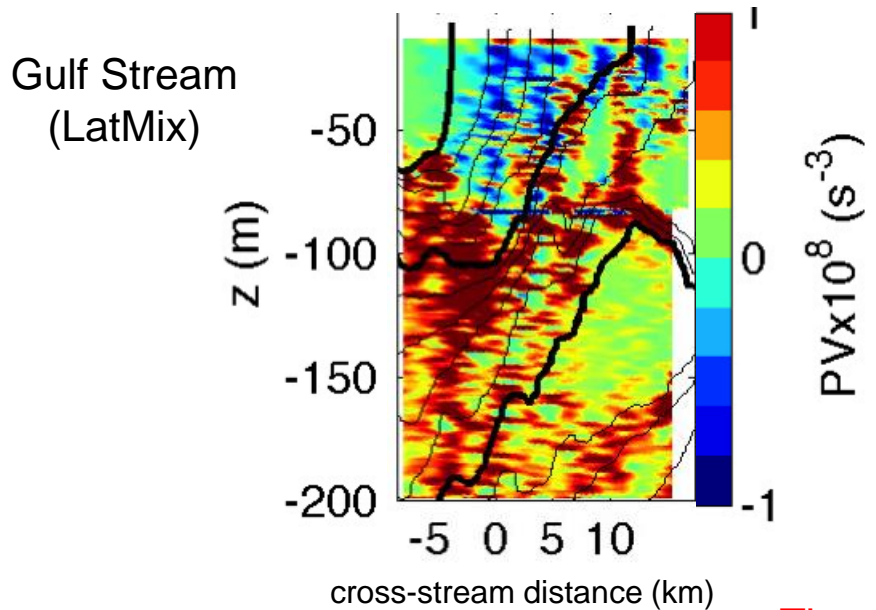 Gulf Stream
(LatMix)
z (m)
-50
-100
-150
-200
-5 0 5 10
cross-stream distance (km)
1
0
-1
PVx10⁸ (s⁻³)